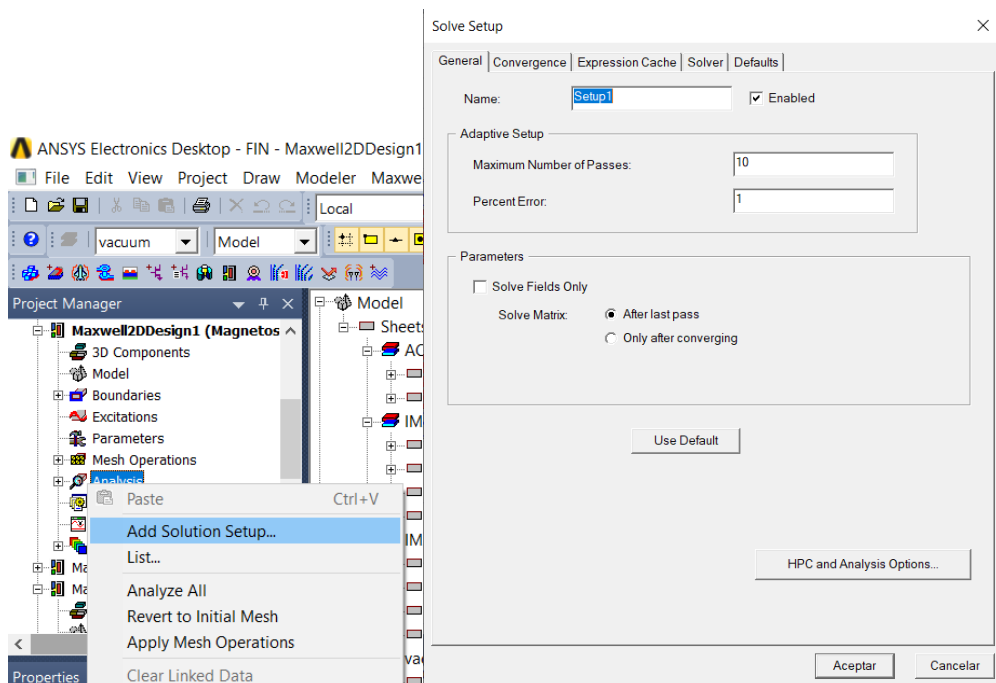 ANSYS Electronics Desktop - FIN - Maxwell2DDesign1
File Edit View Project Draw Modeler Maxwe
Local
vacuum Model
Project Manager
Maxwell2DDesign1 (Magnetos
3D Components
Model
Boundaries
Excitations
Parameters
Mesh Operations
Analysis
Paste Ctrl+V
Add Solution Setup...
List...
Analyze All
Revert to Initial Mesh
Apply Mesh Operations
Clear Linked Data
Ma
Ma
Properties
Model
Sheets
AC
IM
IM
va
Solve Setup
General Convergence Expression Cache Solver Defaults
Name: Setup1 Enabled
Adaptive Setup
Maximum Number of Passes: 10
Percent Error: 1
Parameters
Solve Fields Only
Solve Matrix: After last pass
Only after converging
Use Default
HPC and Analysis Options...
Aceptar Cancelar